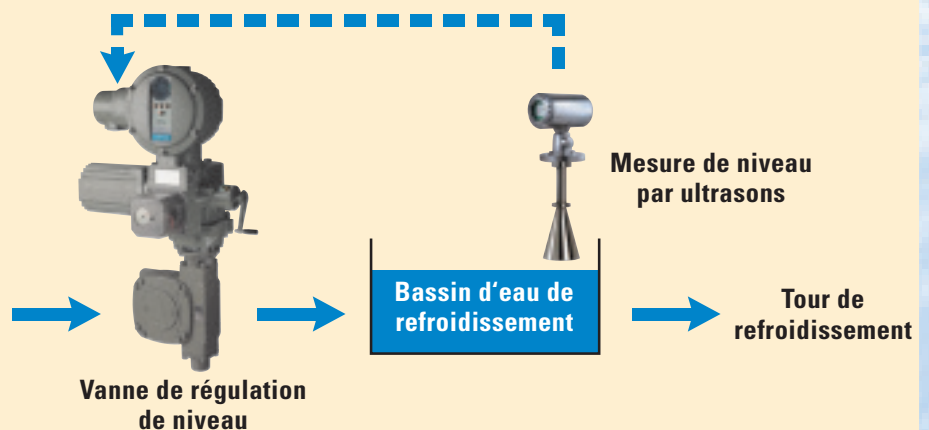 Mesure de niveau
par ultrasons
Bassin d‘eau de
refroidissement
Tour de
refroidissement
Vanne de régulation
de niveau